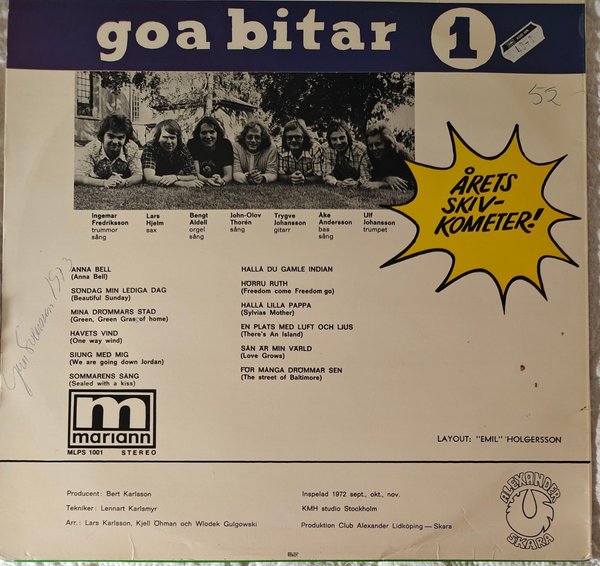 goa bitar 1
52
ÅRETS
SKIV-
KOMETER!
Ingemar Fredriksson trummor sång
Lars Hjelm sax
Bengt Aldell orgel sång
John-Olov Thorén sång
Trygve Johansson gitarr
Åke Andersson bas sång
Ulf Johansson trumpet
ANNA BELL
(Anna Bell)
SÖNDAG MIN LEDIGA DAG
(Beautiful Sunday)
MINA DRÖMMARS STAD
(Green, Green Gras of home)
HAVETS VIND
(One way wind)
SJUNG MED MIG
(We are going down Jordan)
SOMMARENS SÅNG
(Sealed with a kiss)
HALLÅ DU GAMLE INDIAN
HÖRRU RUTH
(Freedom come Freedom go)
HALLÅ LILLA PAPPA
(Sylvias Mother)
EN PLATS MED LUFT OCH LJUS
(There's An Island)
SÅN ÄR MIN VÄRLD
(Love Grows)
FÖR MÅNGA DRÖMMAR SEN
(The street of Baltimore)
1973
m
mariann
MLPS 1001 STEREO
LAYOUT: "EMIL" HOLGERSSON
Producent: Bert Karlsson
Tekniker: Lennart Karlsmyr
Arr.: Lars Karlsson, Kjell Öhman och Wlodek Gulgowski
Inspelad 1972 sept., okt., nov.
KMH studio Stockholm
Produktion Club Alexander Lidköping — Skara
ALEXANDER
SKARA